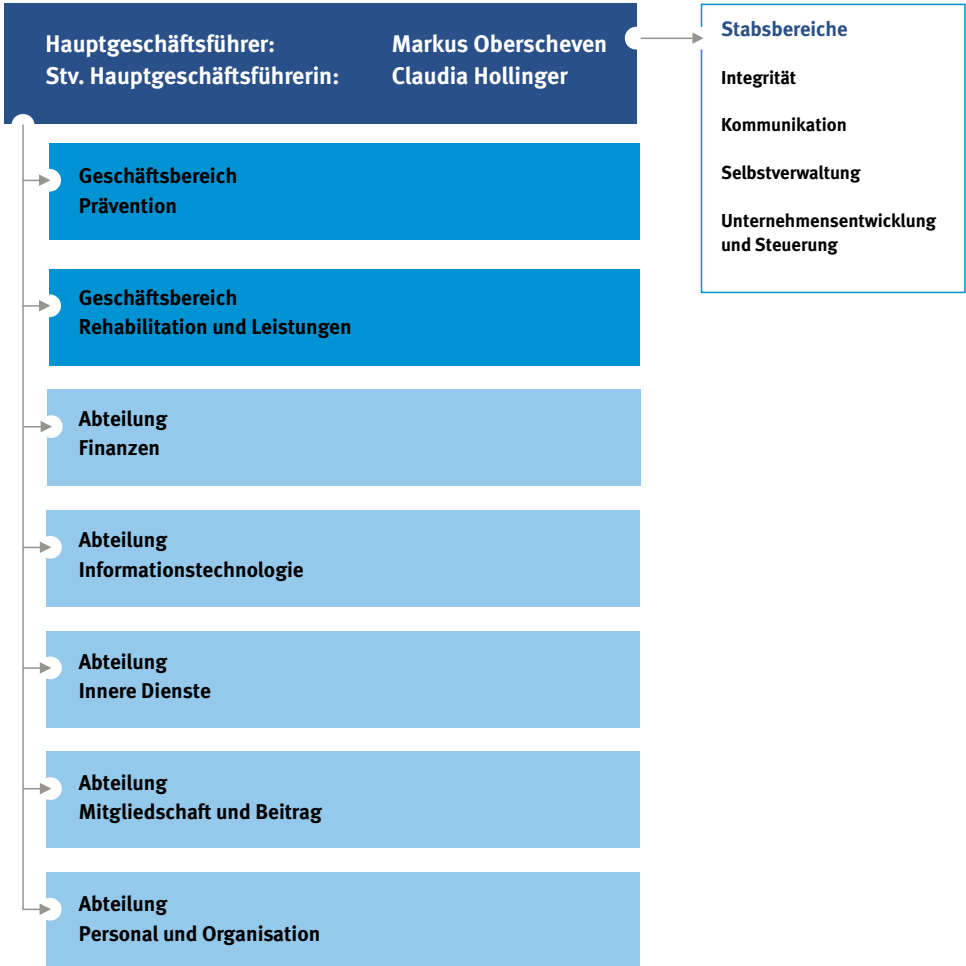 Hauptgeschäftsführer: Markus Oberscheven
Stv. Hauptgeschäftsführerin: Claudia Hollinger
Stabsbereiche
Integrität
Kommunikation
Selbstverwaltung
Unternehmensentwicklung
und Steuerung
Geschäftsbereich
Prävention
Geschäftsbereich
Rehabilitation und Leistungen
Abteilung
Finanzen
Abteilung
Informationstechnologie
Abteilung
Innere Dienste
Abteilung
Mitgliedschaft und Beitrag
Abteilung
Personal und Organisation